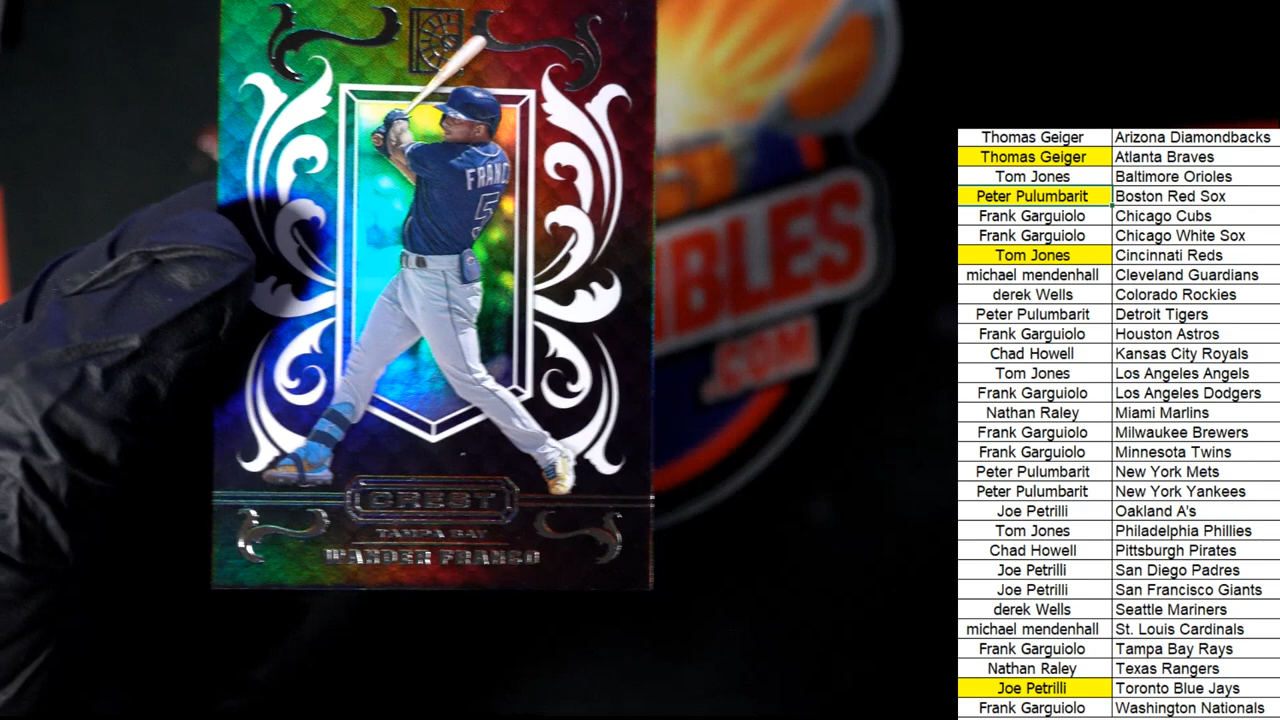 FRANC
5
CREST
TAMPA BAY
WANDER FRANCO
IBLES
.COM
Thomas Geiger Arizona Diamondbacks
Thomas Geiger Atlanta Braves
Tom Jones Baltimore Orioles
Peter Pulumbarit Boston Red Sox
Frank Garguiolo Chicago Cubs
Frank Garguiolo Chicago White Sox
Tom Jones Cincinnati Reds
michael mendenhall Cleveland Guardians
derek Wells Colorado Rockies
Peter Pulumbarit Detroit Tigers
Frank Garguiolo Houston Astros
Chad Howell Kansas City Royals
Tom Jones Los Angeles Angels
Frank Garguiolo Los Angeles Dodgers
Nathan Raley Miami Marlins
Frank Garguiolo Milwaukee Brewers
Frank Garguiolo Minnesota Twins
Peter Pulumbarit New York Mets
Peter Pulumbarit New York Yankees
Joe Petrilli Oakland A's
Tom Jones Philadelphia Phillies
Chad Howell Pittsburgh Pirates
Joe Petrilli San Diego Padres
Joe Petrilli San Francisco Giants
derek Wells Seattle Mariners
michael mendenhall St. Louis Cardinals
Frank Garguiolo Tampa Bay Rays
Nathan Raley Texas Rangers
Joe Petrilli Toronto Blue Jays
Frank Garguiolo Washington Nationals